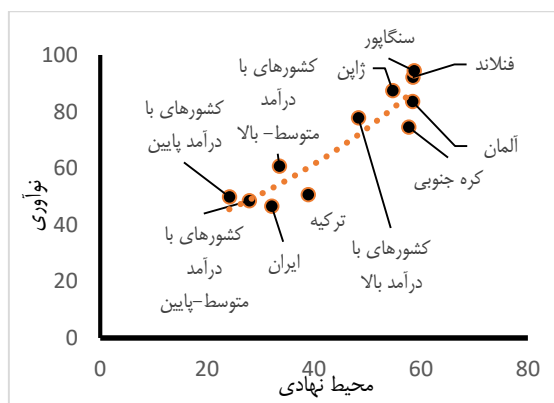 100
80
60
40
20
0
0
20
40
60
80
نوآوری
محیط نهادی
سنگاپور
فنلاند
ژاپن
آلمان
کره جنوبی
کشورهای با
درآمد
متوسط- بالا
کشورهای با
درآمد پایین
کشورهای با
درآمد
متوسط-پایین
ایران
ترکیه
کشورهای با
درآمد بالا